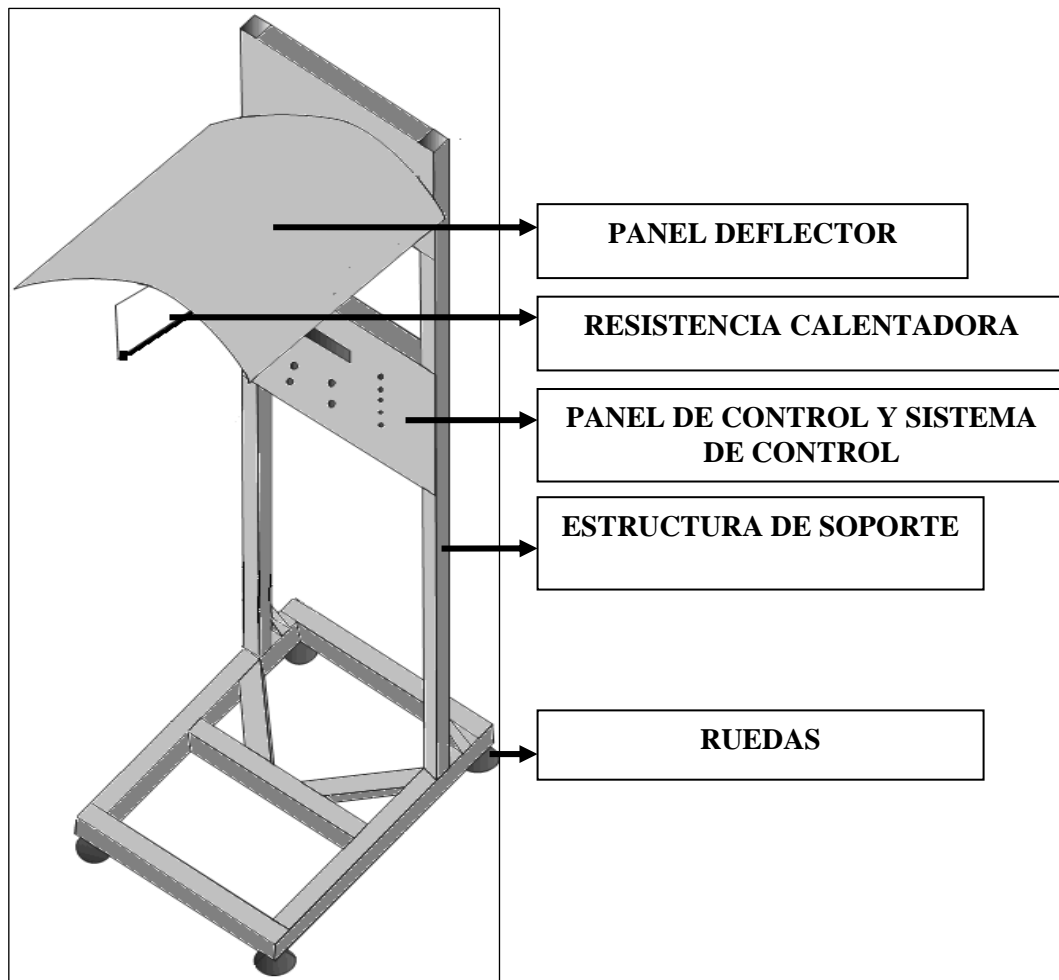 PANEL DEFLECTOR
RESISTENCIA CALENTADORA
PANEL DE CONTROL Y SISTEMA
DE CONTROL
ESTRUCTURA DE SOPORTE
RUEDAS